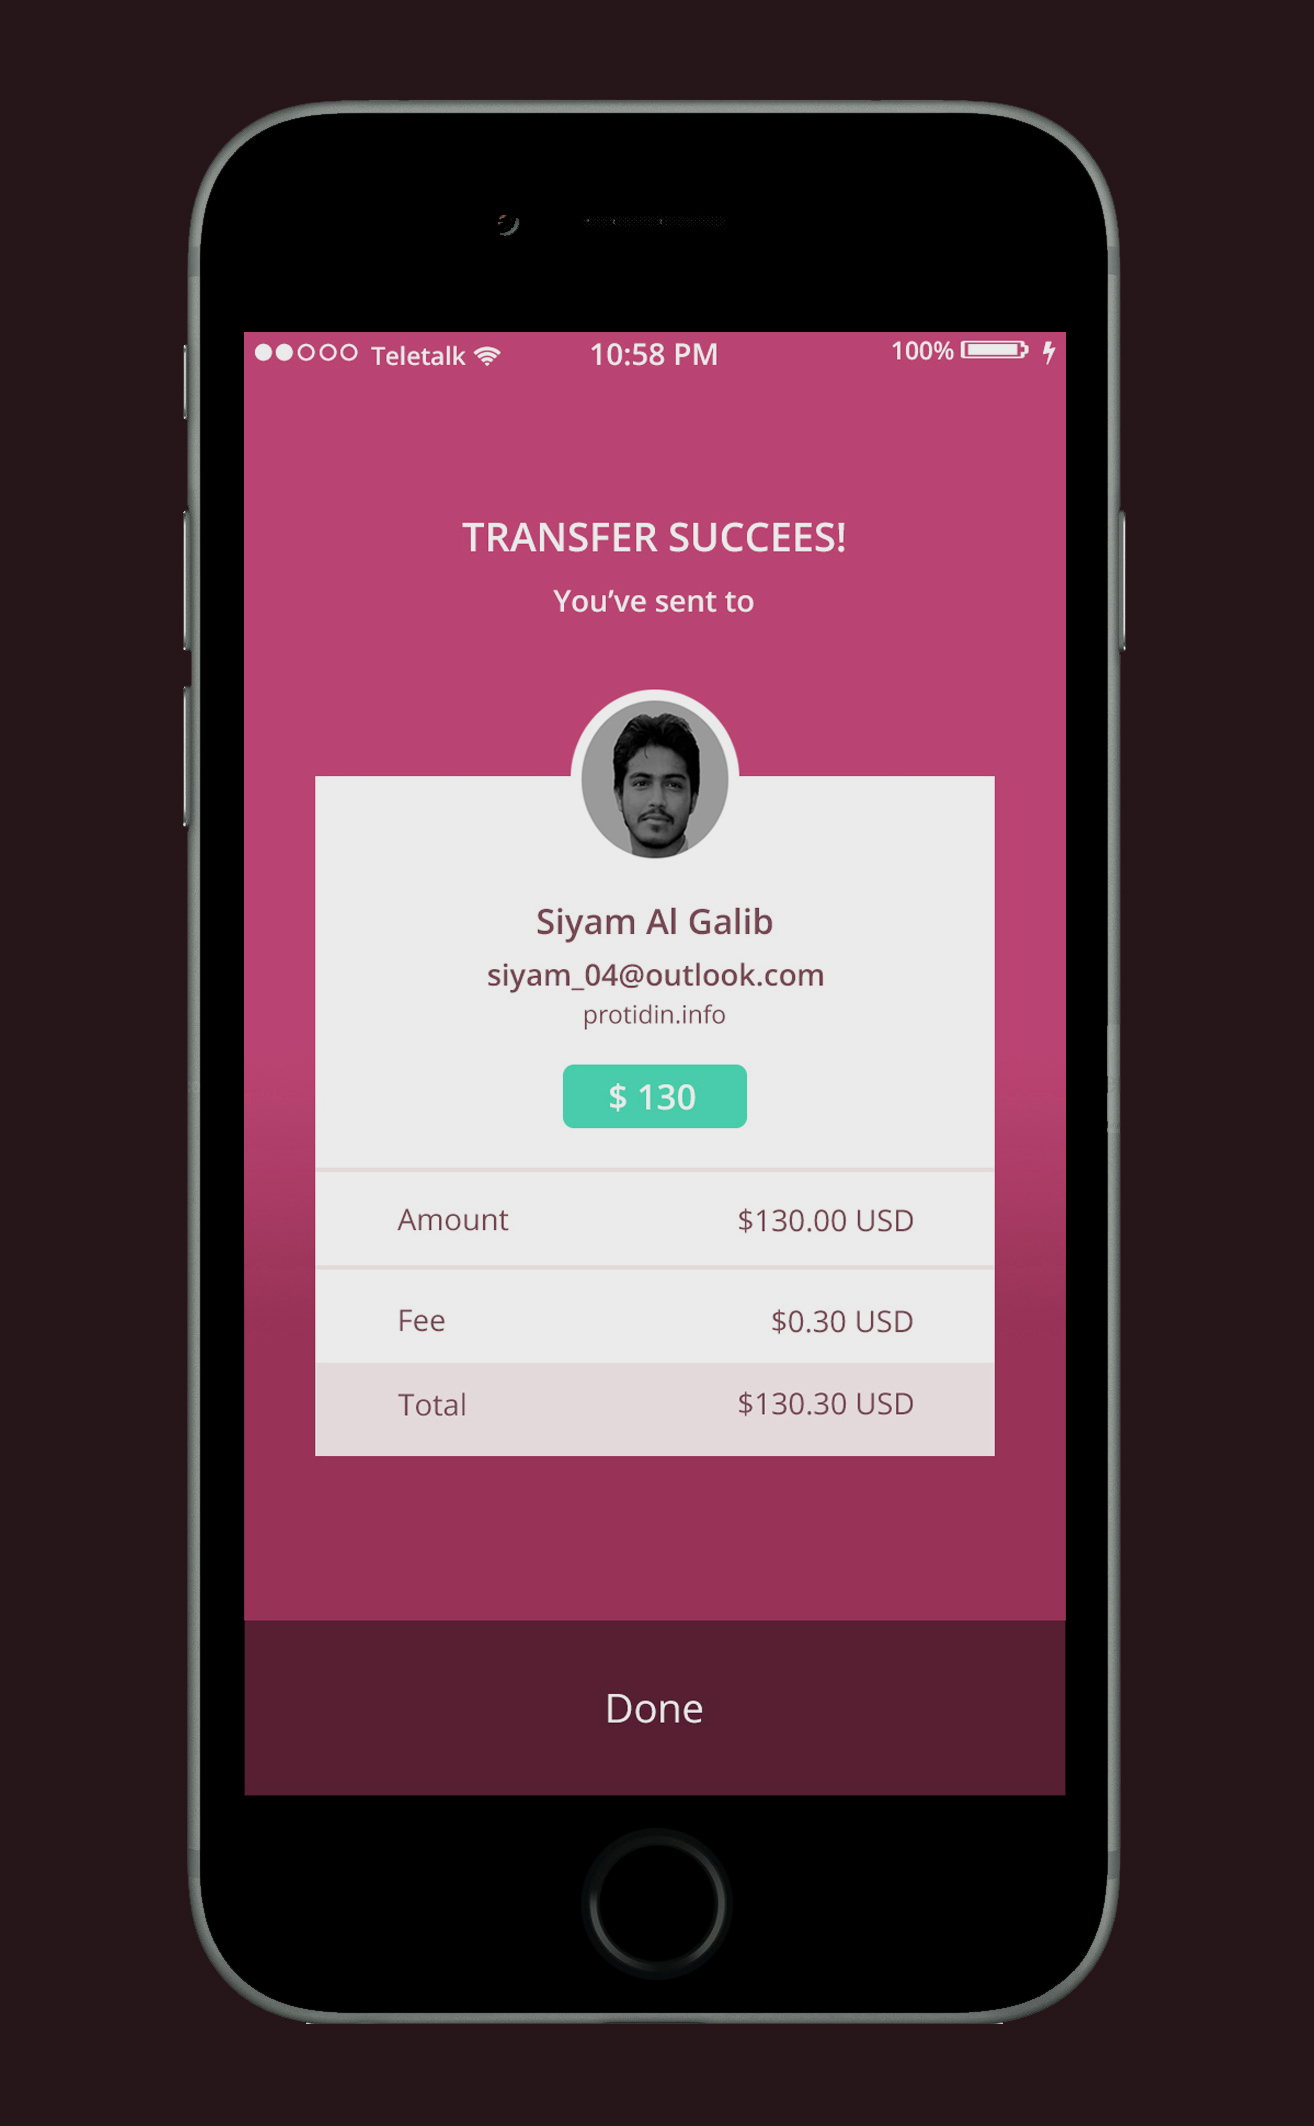 Teletalk 10:58 PM 100%
TRANSFER SUCCEES!
You’ve sent to
Siyam Al Galib
siyam_04@outlook.com
protidin.info
$ 130
Amount $130.00 USD
Fee $0.30 USD
Total $130.30 USD
Done